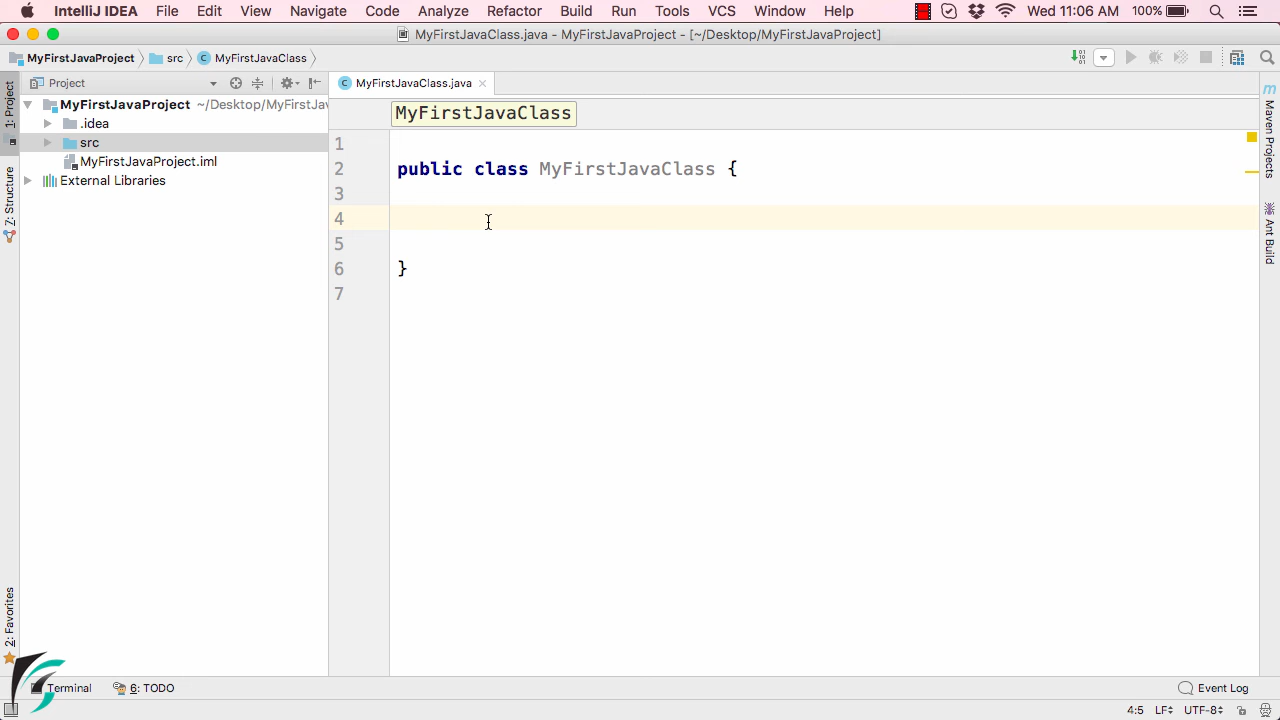 IntelliJ IDEA File Edit View Navigate Code Analyze Refactor Build Run Tools VCS Window Help Wed 11:06 AM 100%
MyFirstJavaClass.java - MyFirstJavaProject - [~/Desktop/MyFirstJavaProject]
MyFirstJavaProject src MyFirstJavaClass
Project
MyFirstJavaClass.java
MyFirstJavaProject ~/Desktop/MyFirstJav
.idea
src
MyFirstJavaProject.iml
External Libraries
1: Project
7: Structure
2: Favorites
MyFirstJavaClass
1
2 public class MyFirstJavaClass {
3
4
5
6 }
7
m Maven Projects
Ant Build
Terminal 6: TODO Event Log
4:5 LF UTF-8